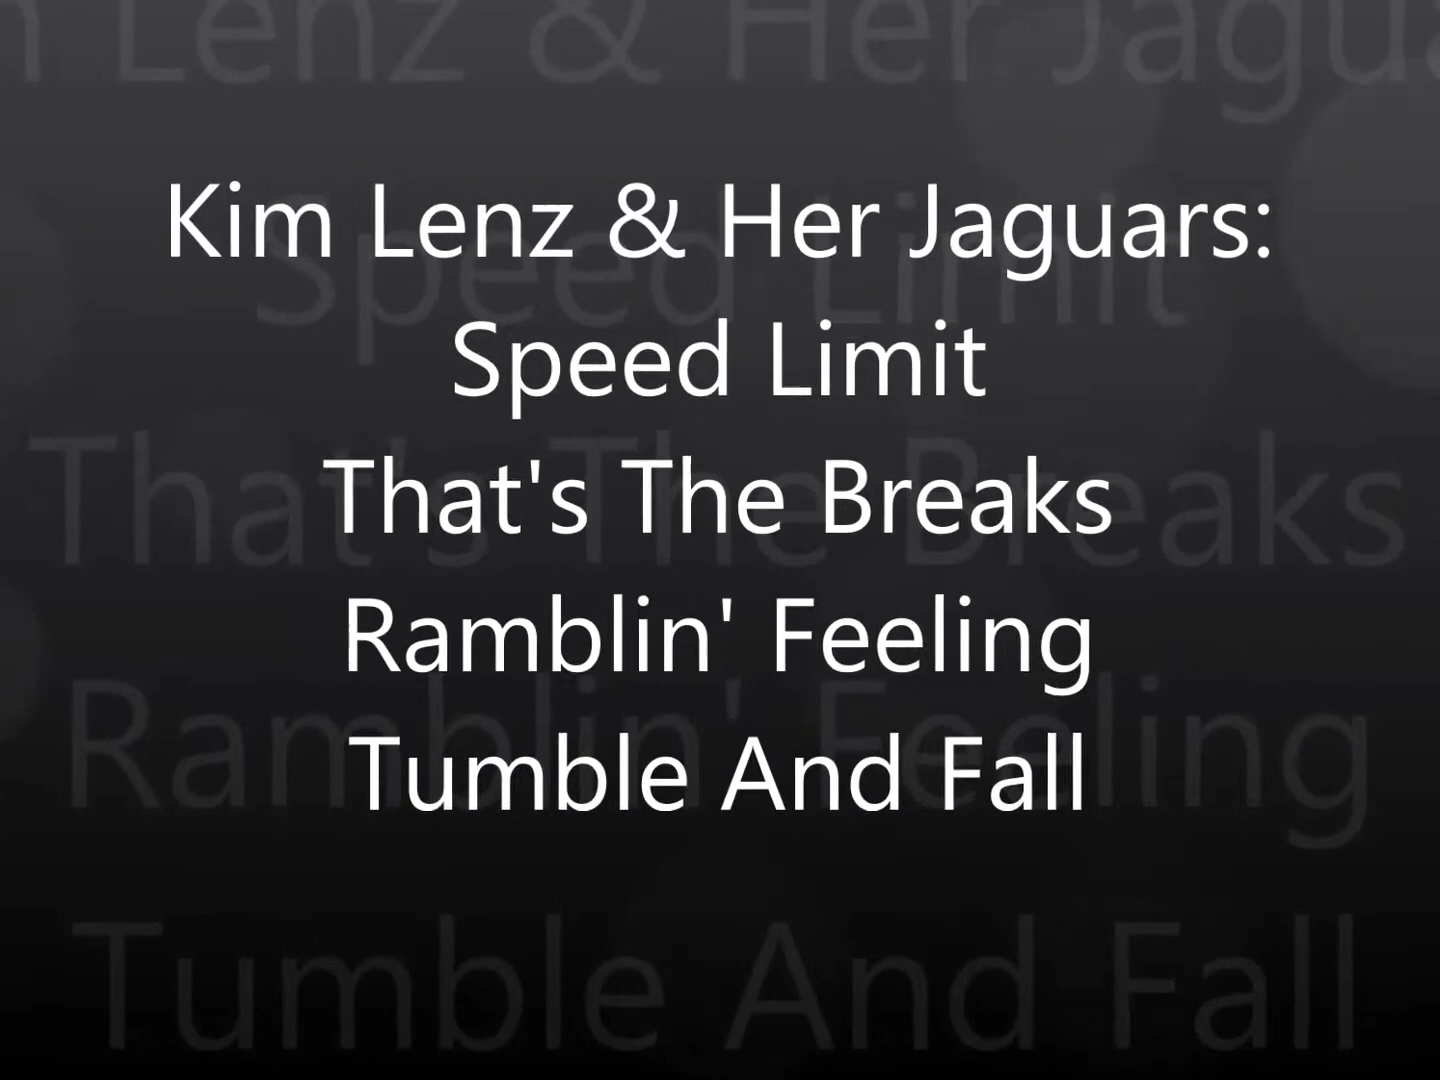 Kim Lenz & Her Jaguars:
Speed Limit
That's The Breaks
Ramblin' Feeling
Tumble And Fall